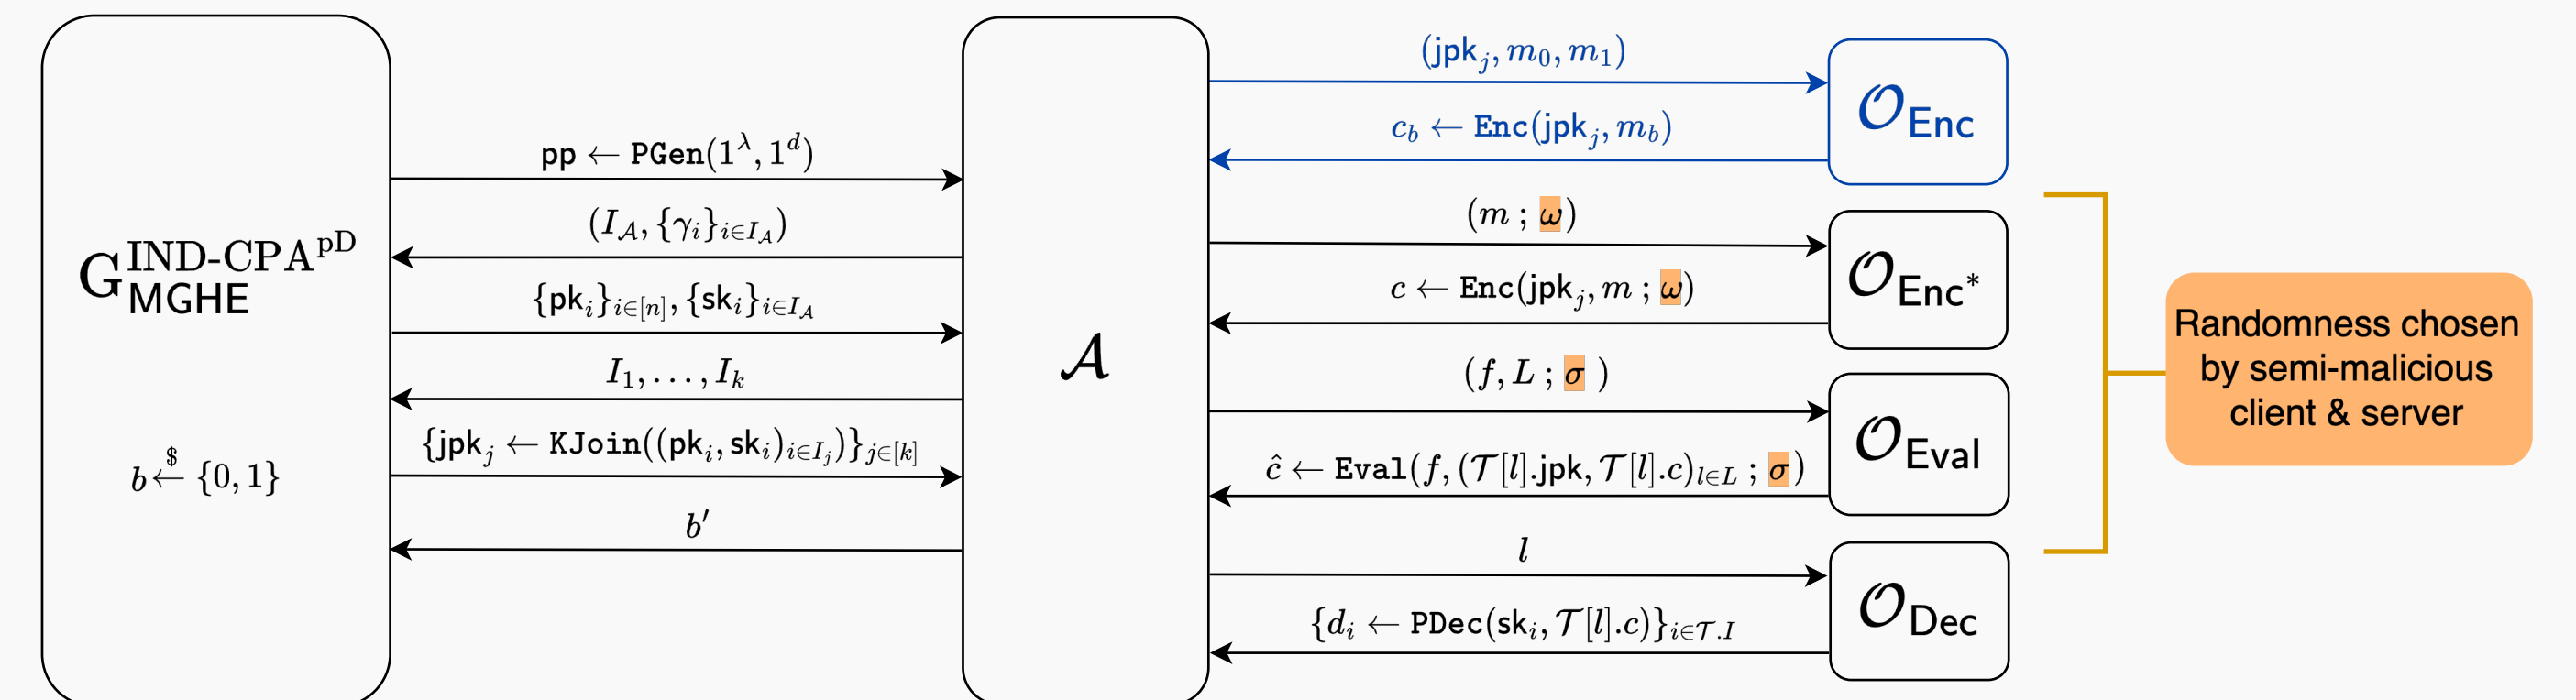 G^{IND-CPA^{pD}}_{MGHE}
b ←$ {0, 1}
pp ← PGen(1^λ, 1^d)
(I_𝒜, {γ_i}_{i∈I_𝒜})
{pk_i}_{i∈[n]}, {sk_i}_{i∈I_𝒜}
I_1, …, I_k
{jpk_j ← KJoin((pk_i, sk_i)_{i∈I_j})}_{j∈[k]}
b′
𝒜
(jpk_j, m_0, m_1)
c_b ← Enc(jpk_j, m_b)
𝒪_Enc
(m ; ω)
c ← Enc(jpk_j, m ; ω)
𝒪_Enc*
(f, L ; σ )
ĉ ← Eval(f, (𝒯[l].jpk, 𝒯[l].c)_{l∈L} ; σ)
𝒪_Eval
l
{d_i ← PDec(sk_i, 𝒯[l].c)}_{i∈𝒯.I}
𝒪_Dec
Randomness chosen
by semi-malicious
client & server